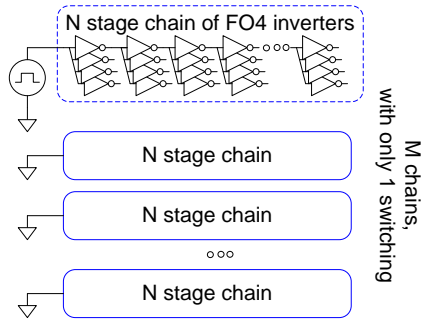 N stage chain of FO4 inverters
N stage chain
N stage chain
N stage chain
M chains,
with only 1 switching